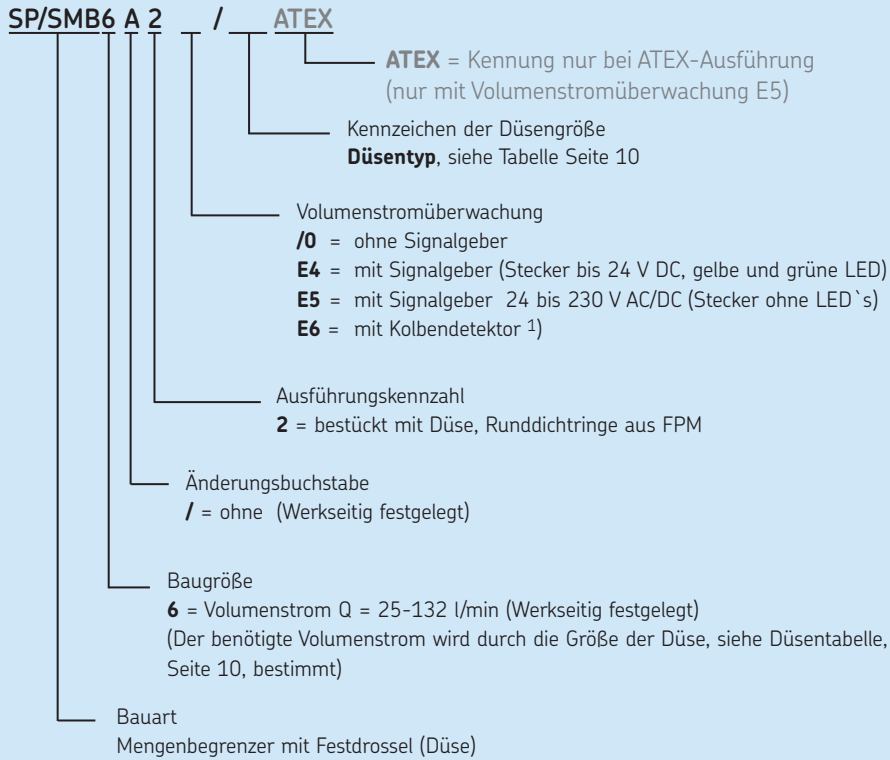 SP/SMB6 A 2 _ / _ ATEX
ATEX = Kennung nur bei ATEX-Ausführung
(nur mit Volumenstromüberwachung E5)
Kennzeichen der Düsengröße
Düsentyp, siehe Tabelle Seite 10
Volumenstromüberwachung
/0 = ohne Signalgeber
E4 = mit Signalgeber (Stecker bis 24 V DC, gelbe und grüne LED)
E5 = mit Signalgeber 24 bis 230 V AC/DC (Stecker ohne LED`s)
E6 = mit Kolbendetektor 1)
Ausführungskennzahl
2 = bestückt mit Düse, Runddichtringe aus FPM
Änderungsbuchstabe
/ = ohne (Werkseitig festgelegt)
Baugröße
6 = Volumenstrom Q = 25-132 l/min (Werkseitig festgelegt)
(Der benötigte Volumenstrom wird durch die Größe der Düse, siehe Düsentabelle,
Seite 10, bestimmt)
Bauart
Mengenbegrenzer mit Festdrossel (Düse)